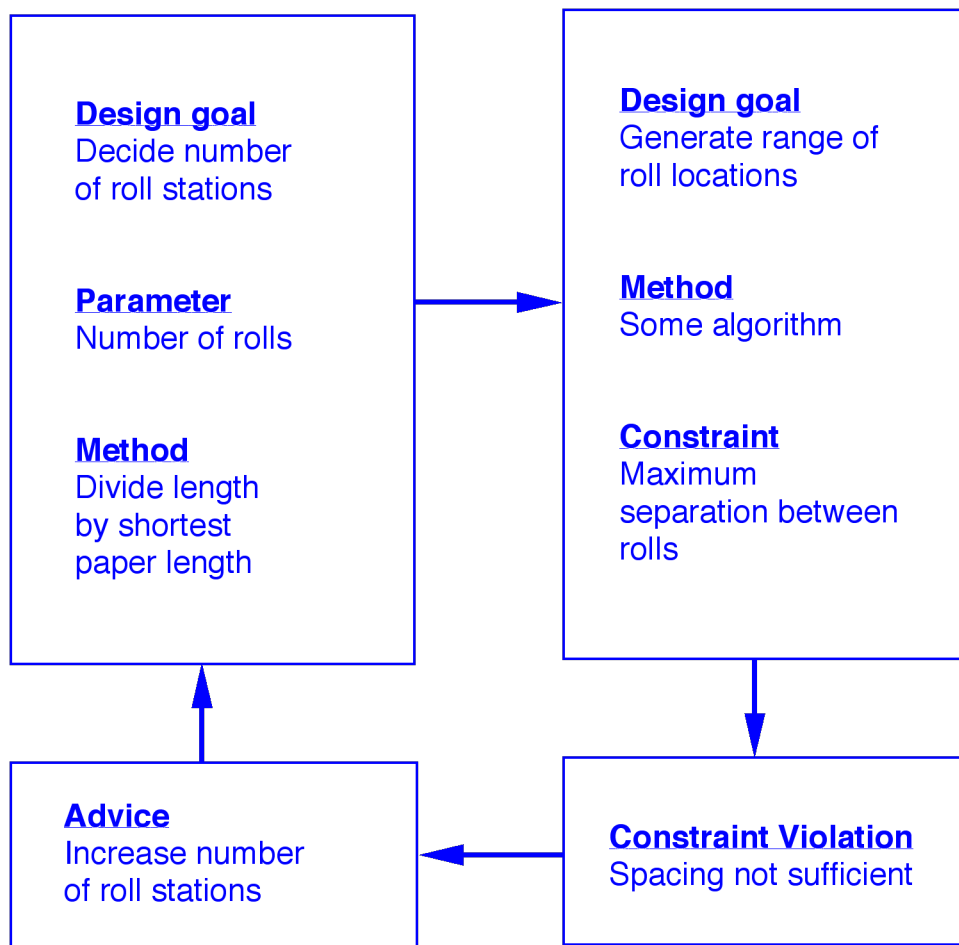 Design goal
Decide number
of roll stations
Parameter
Number of rolls
Method
Divide length
by shortest
paper length
Design goal
Generate range of
roll locations
Method
Some algorithm
Constraint
Maximum
separation between
rolls
Constraint Violation
Spacing not sufficient
Advice
Increase number
of roll stations